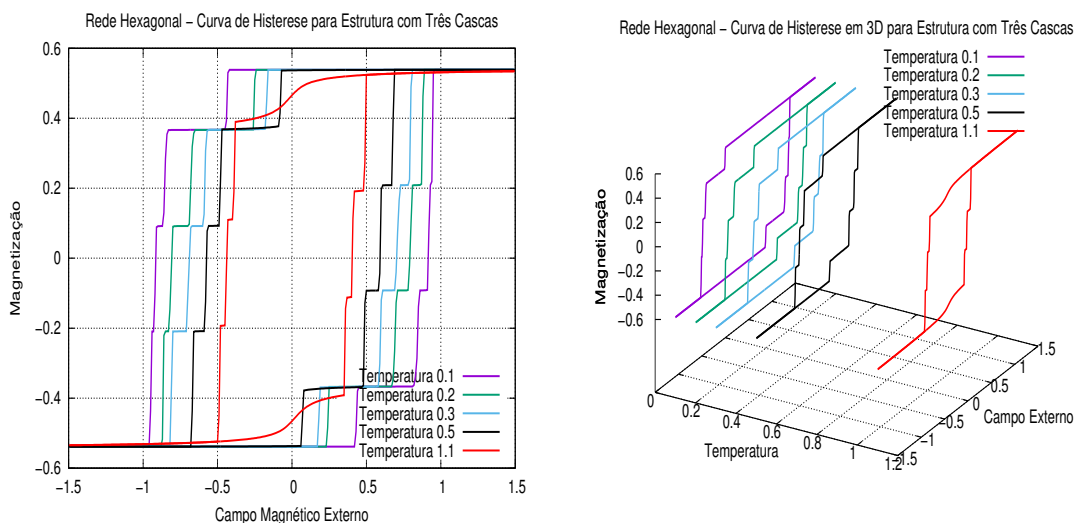 Rede Hexagonal − Curva de Histerese para Estrutura com Três Cascas
0.6
0.4
0.2
0
−0.2
−0.4
−0.6
Magnetização
−1.5
−1
−0.5
0
0.5
1
1.5
Campo Magnético Externo
Temperatura 0.1
Temperatura 0.2
Temperatura 0.3
Temperatura 0.5
Temperatura 1.1
Rede Hexagonal − Curva de Histerese em 3D para Estrutura com Três Cascas
Temperatura 0.1
Temperatura 0.2
Temperatura 0.3
Temperatura 0.5
Temperatura 1.1
0.6
0.4
0.2
0
−0.2
−0.4
−0.6
Magnetização
0
0.2
0.4
0.6
0.8
1
1.2
Temperatura
−1.5
−1
−0.5
0
0.5
1
1.5
Campo Externo